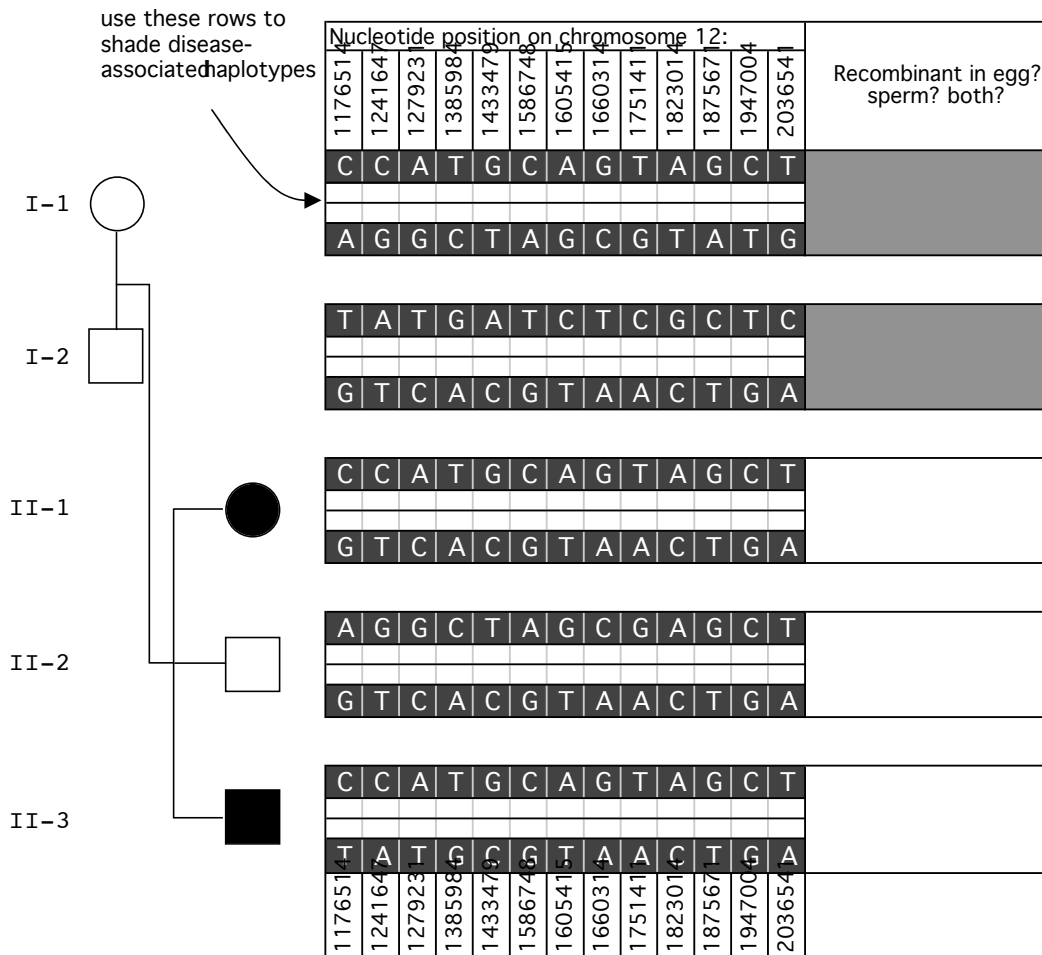 use these rows to
shade disease-
associatedhaplotypes
Nucleotide position on chromosome 12:
1176514 1241647 1279231 1385984 1433479 1586748 1605415 1660314 1751411 1823014 1875671 1947004 2036541
Recombinant in egg?
sperm? both?
C C A T G C A G T A G C T
I-1
A G G C T A G C G T A T G
T A T G A T C T C G C T C
I-2
G T C A C G T A A C T G A
C C A T G C A G T A G C T
II-1
G T C A C G T A A C T G A
A G G C T A G C G A G C T
II-2
G T C A C G T A A C T G A
C C A T G C A G T A G C T
II-3
T A T G C G T A A C T G A
1176514 1241647 1279231 1385984 1433479 1586748 1605415 1660314 1751411 1823014 1875671 1947004 2036541